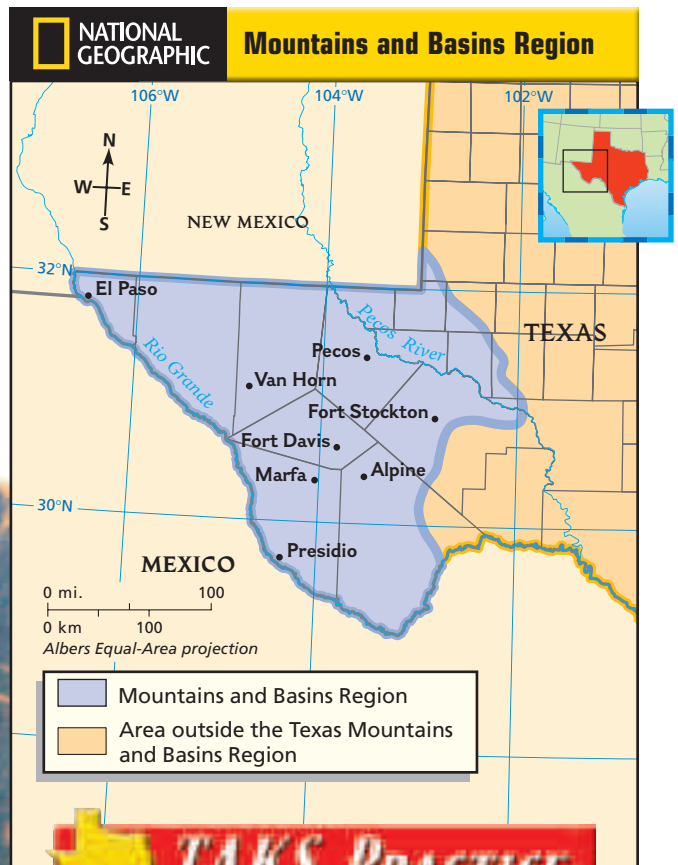 NATIONAL
GEOGRAPHIC
Mountains and Basins Region
106°W
104°W
102°W
N
W
E
S
NEW MEXICO
32°N
El Paso
Pecos River
TEXAS
Pecos
Rio Grande
Van Horn
Fort Stockton
Fort Davis
Marfa
Alpine
30°N
Presidio
MEXICO
0 mi. 100
0 km 100
Albers Equal-Area projection
Mountains and Basins Region
Area outside the Texas Mountains
and Basins Region
TAKS PRACTICE